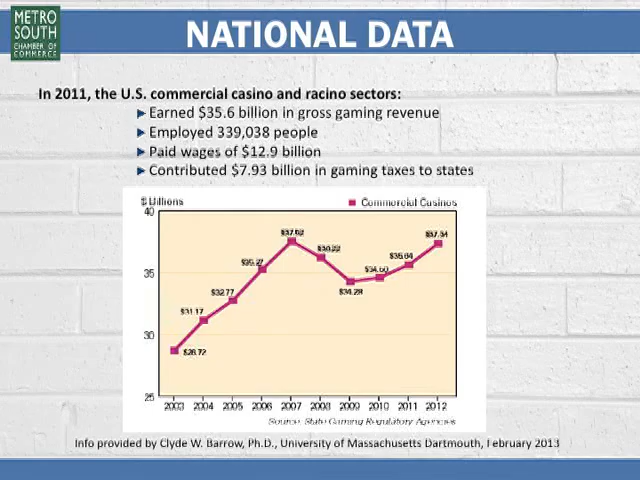 METRO
SOUTH
CHAMBER OF
COMMERCE
NATIONAL DATA
In 2011, the U.S. commercial casino and racino sectors:
Earned $35.6 billion in gross gaming revenue
Employed 339,038 people
Paid wages of $12.9 billion
Contributed $7.93 billion in gaming taxes to states
$ Billions
Commercial Casinos
40
35
30
25
$28.72
$31.17
$32.77
$35.27
$37.52
$36.22
$34.28
$34.60
$35.64
$37.34
2003 2004 2005 2006 2007 2008 2009 2010 2011 2012
Source: State Gaming Regulatory Agencies
Info provided by Clyde W. Barrow, Ph.D., University of Massachusetts Dartmouth, February 2013